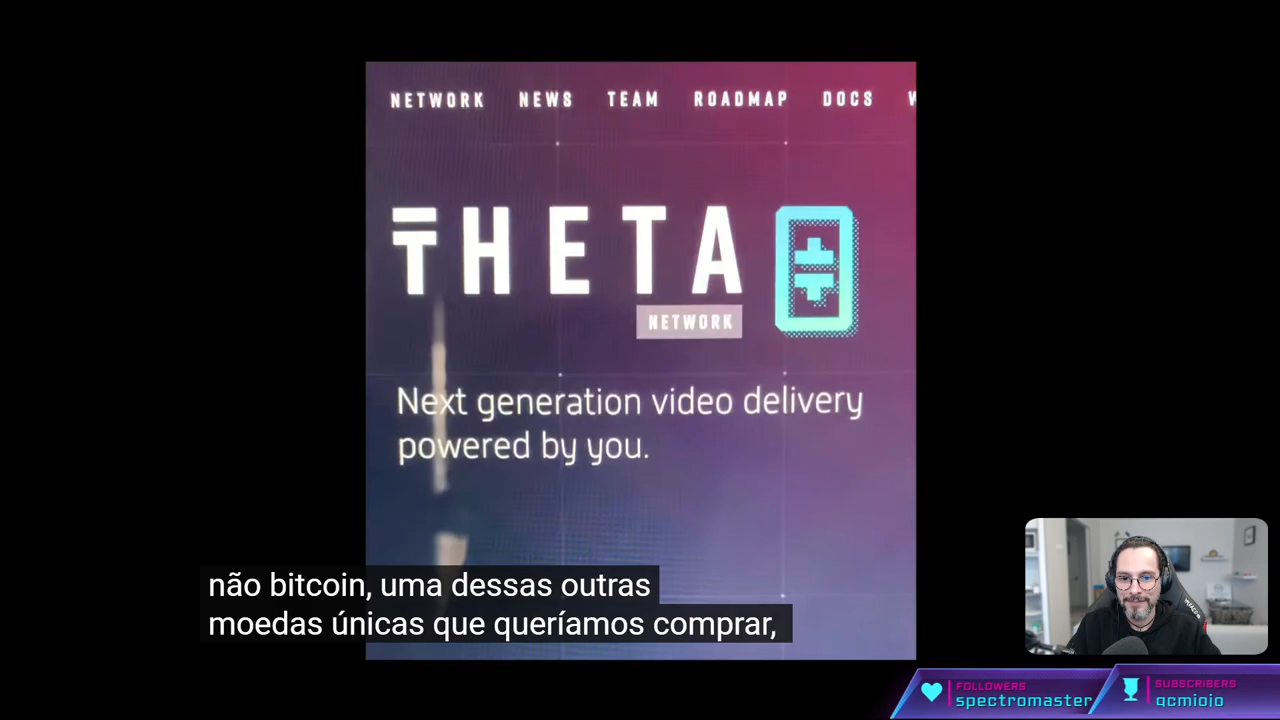 NETWORK NEWS TEAM ROADMAP DOCS
THETA
NETWORK
Next generation video delivery
powered by you.
não bitcoin, uma dessas outras
moedas únicas que queríamos comprar,
FOLLOWERS
spectromaster
SUBSCRIBERS
qcmiojo